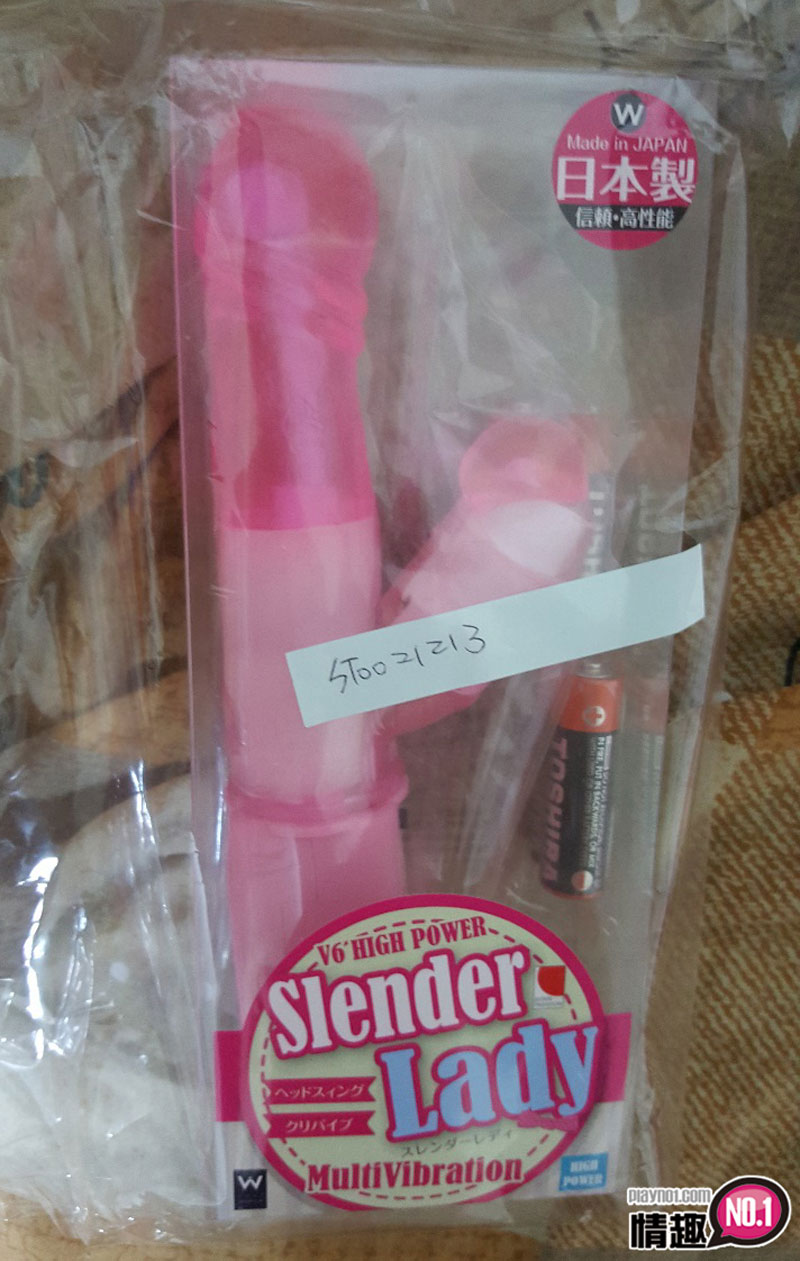 W
Made in JAPAN
日本製
信頼・高性能
STOO21213
TOSHIBA
V6 HIGH POWER
Slender
Lady
ヘッドスィング
クリバイブ
スレンダーレディ
MultiVibration
W
HIGH
POWER
playno1.com
情趣
NO.1